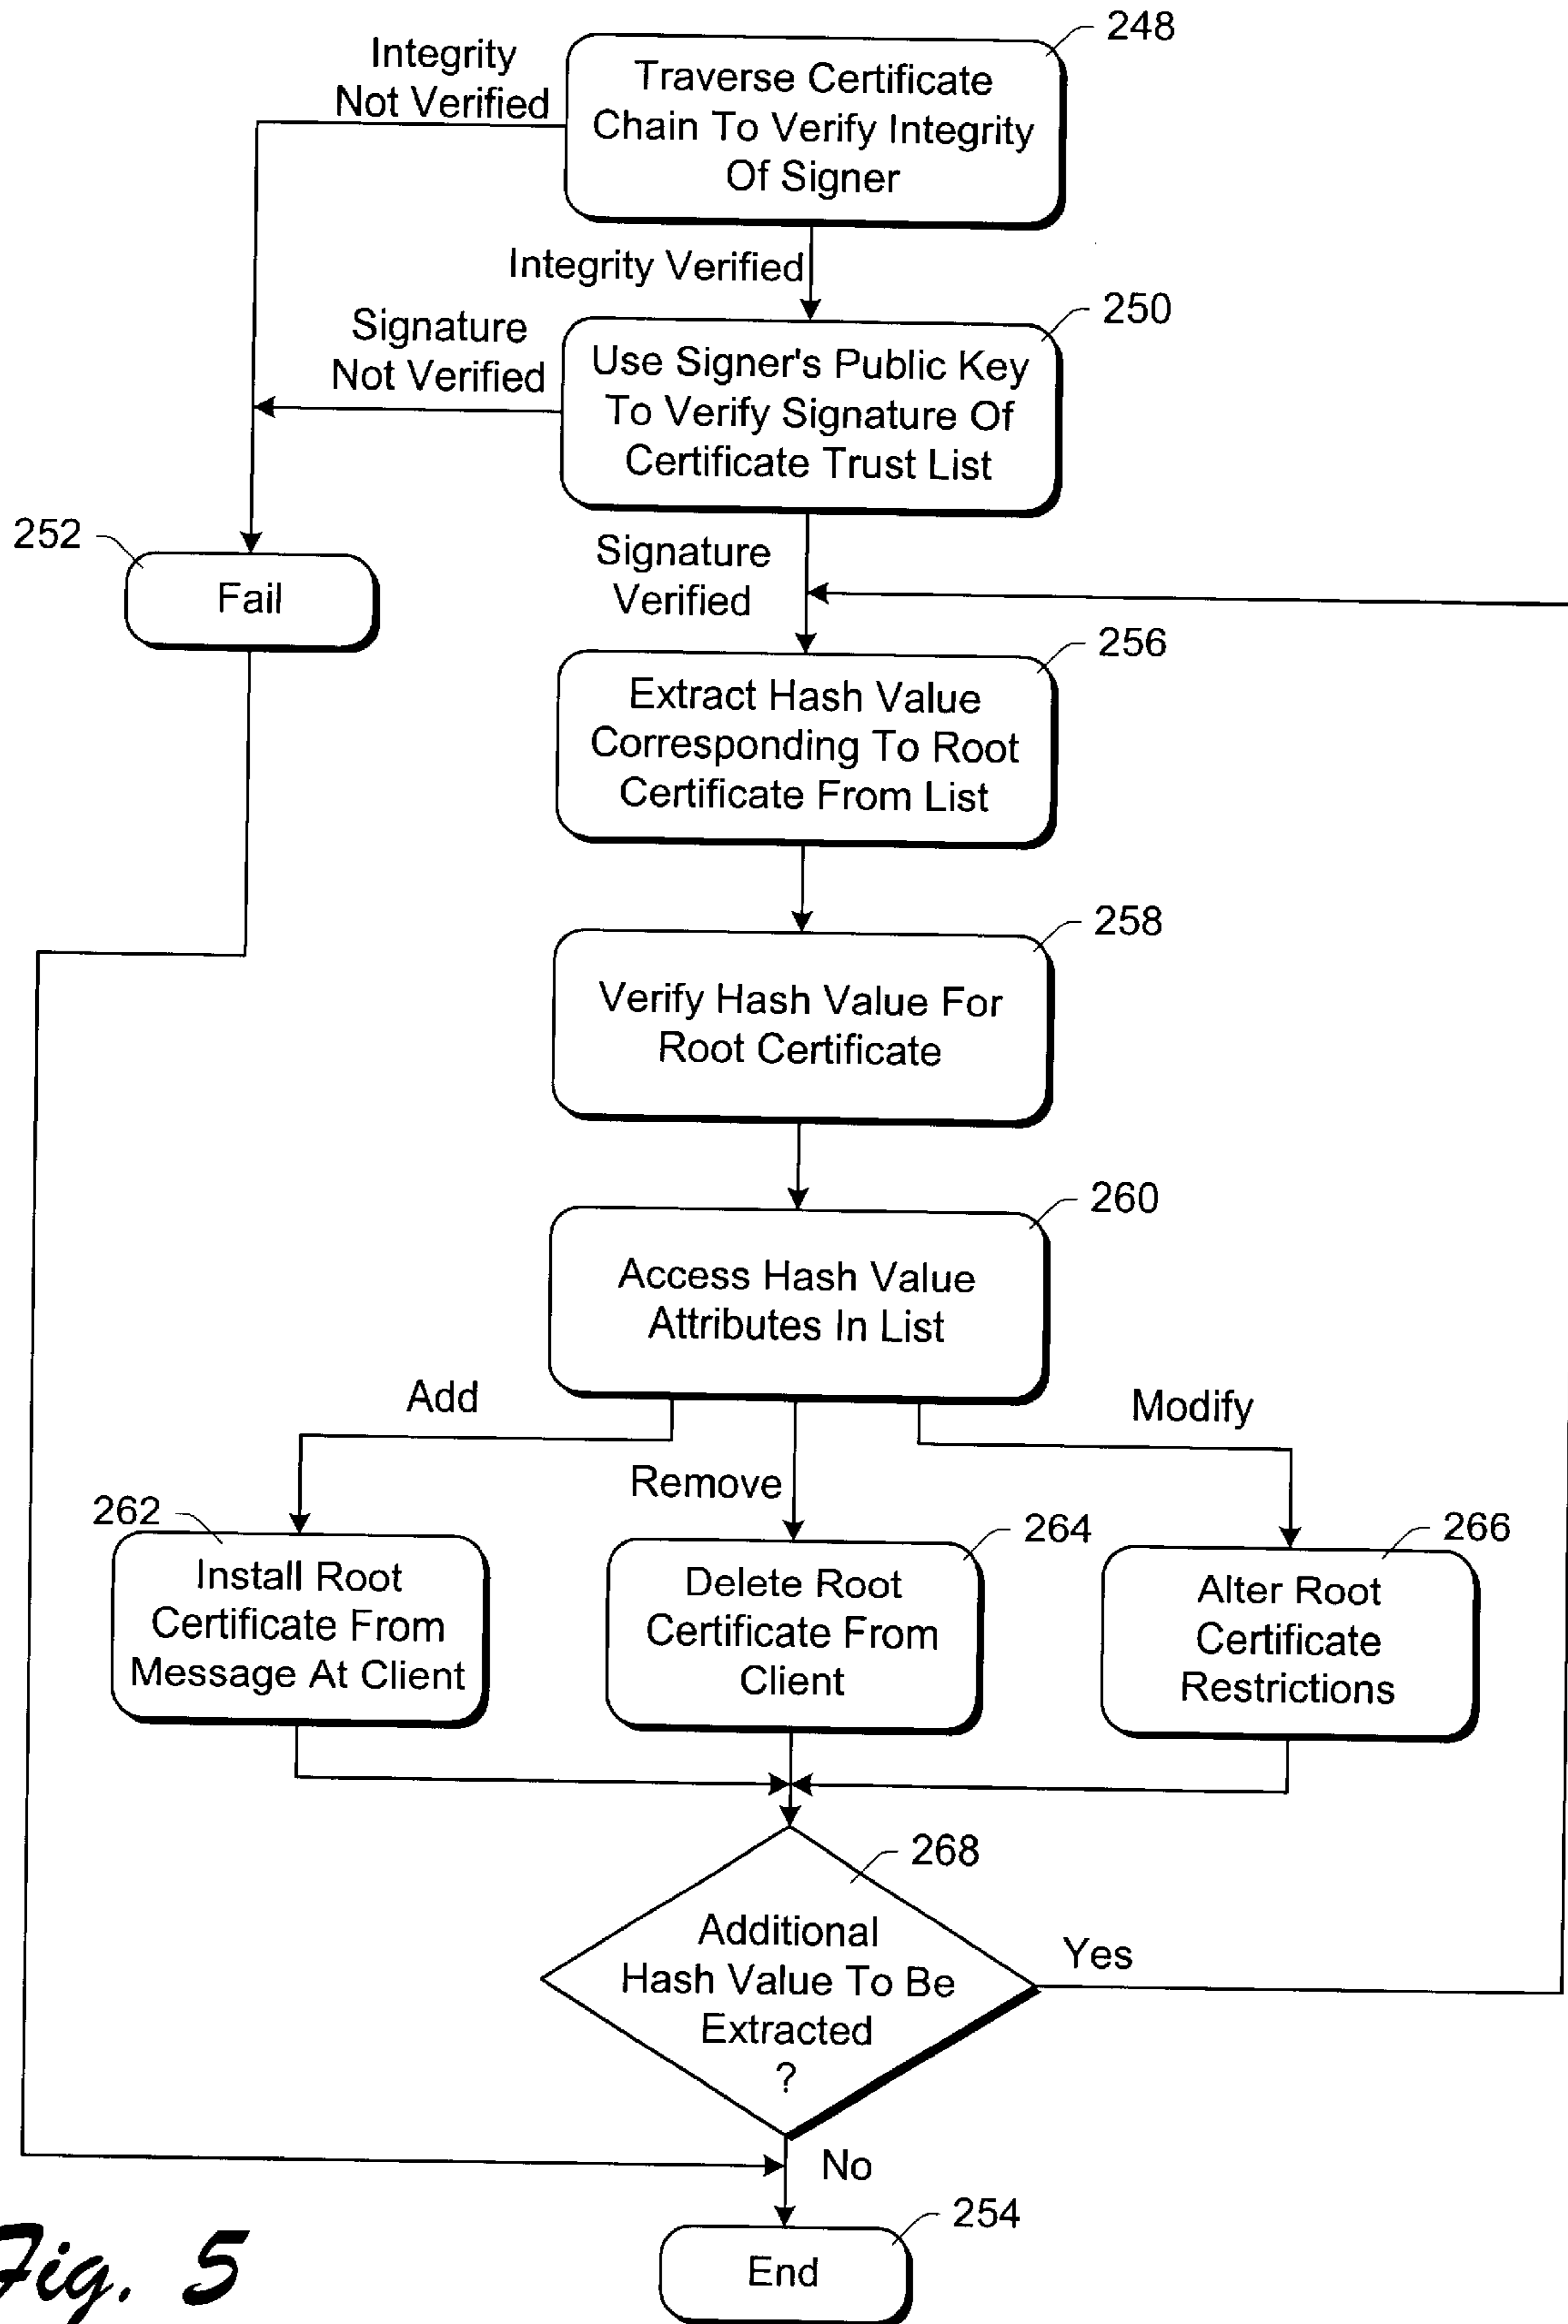 248
Integrity
Not Verified
Traverse Certificate
Chain To Verify Integrity
Of Signer
Integrity Verified
250
Signature
Not Verified
Use Signer's Public Key
To Verify Signature Of
Certificate Trust List
252
Fail
Signature
Verified
256
Extract Hash Value
Corresponding To Root
Certificate From List
258
Verify Hash Value For
Root Certificate
260
Access Hash Value
Attributes In List
Add
Remove
Modify
262
Install Root
Certificate From
Message At Client
264
Delete Root
Certificate From
Client
266
Alter Root
Certificate
Restrictions
268
Additional
Hash Value To Be
Extracted
?
Yes
No
254
End
Fig. 5